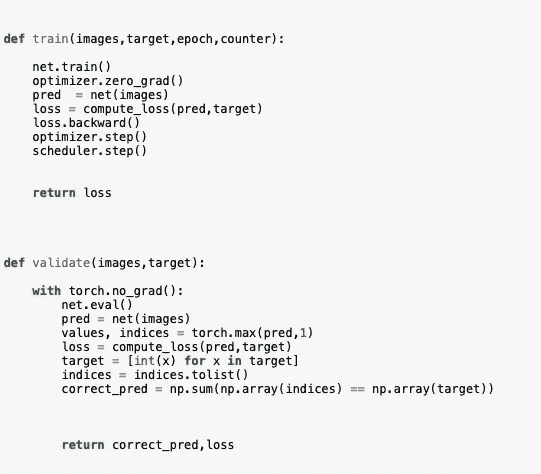 def train(images,target,epoch,counter):
    net.train()
    optimizer.zero_grad()
    pred  = net(images)
    loss = compute_loss(pred,target)
    loss.backward()
    optimizer.step()
    scheduler.step()
    return loss
def validate(images,target):
    with torch.no_grad():
        net.eval()
        pred = net(images)
        values, indices = torch.max(pred,1)
        loss = compute_loss(pred,target)
        target = [int(x) for x in target]
        indices = indices.tolist()
        correct_pred = np.sum(np.array(indices) == np.array(target))
        return correct_pred,loss